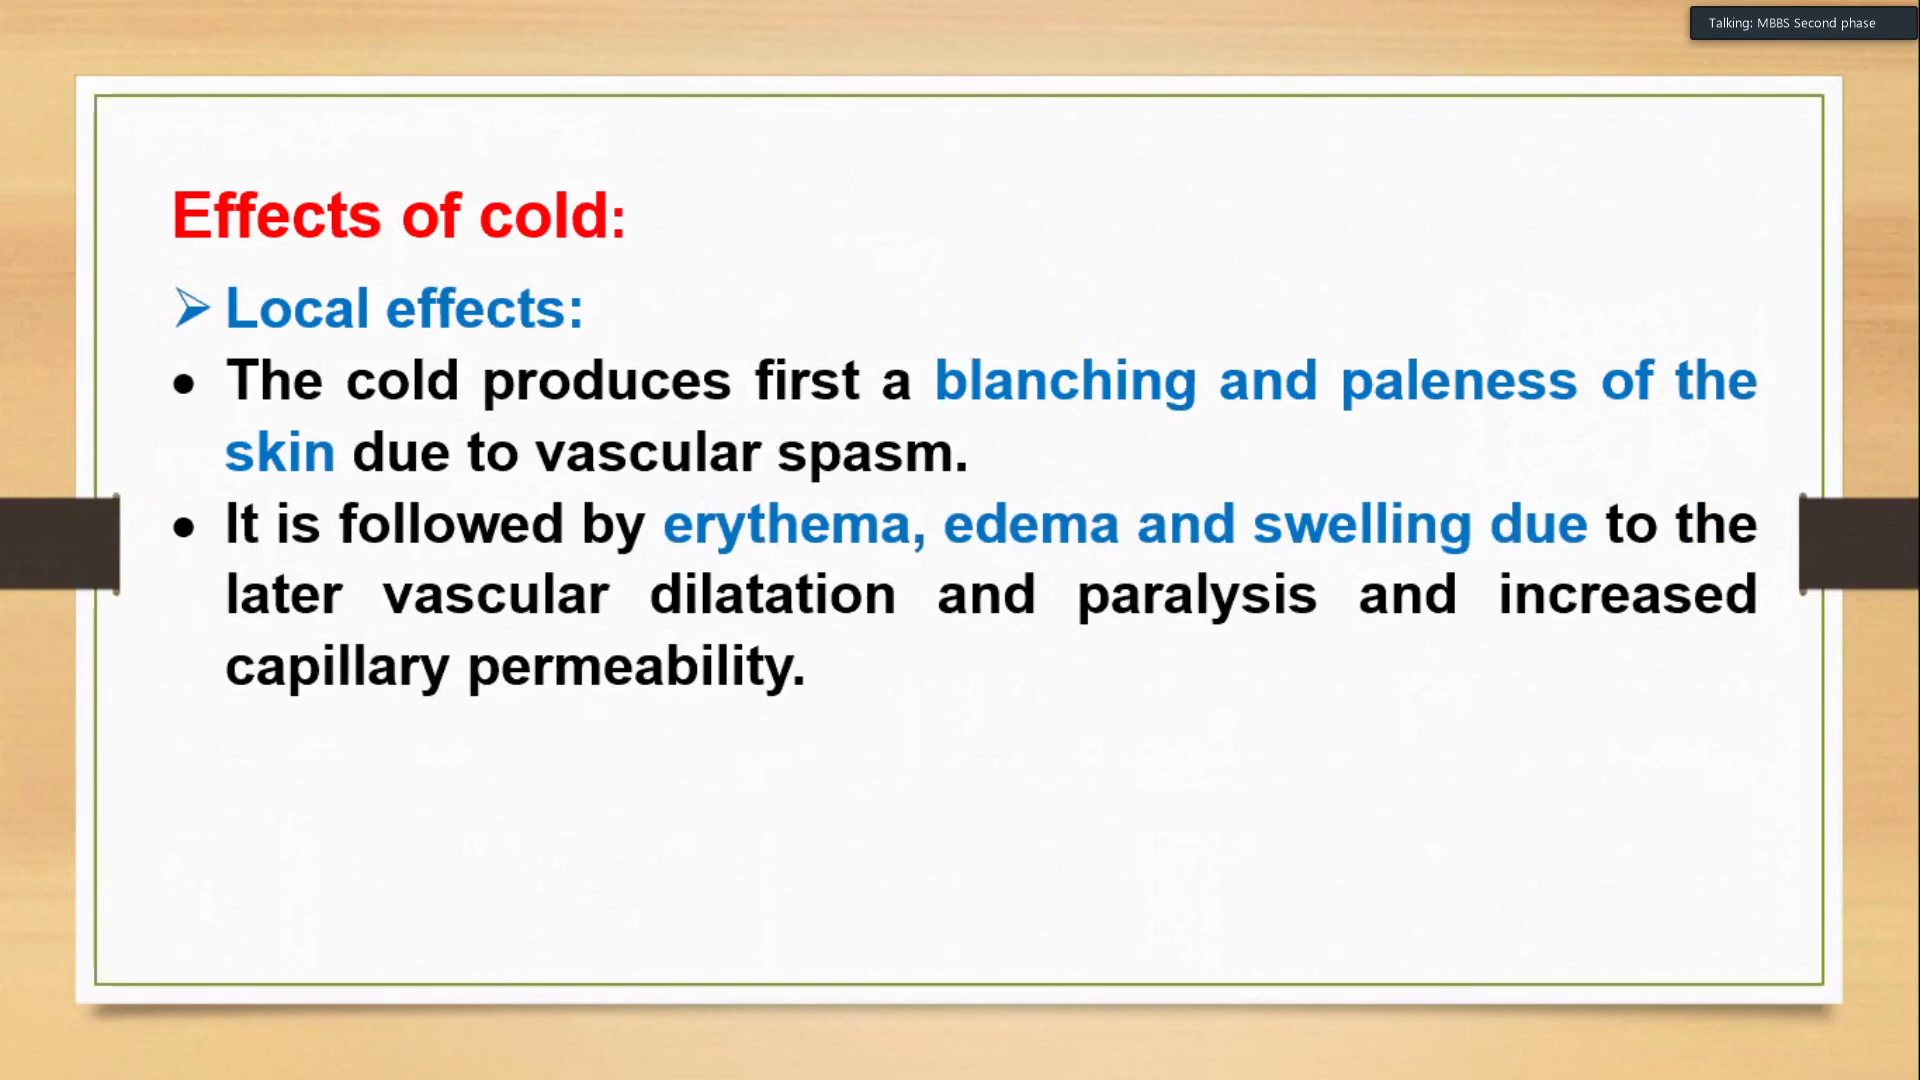 Talking: MBBS Second phase
Effects of cold:
➢ Local effects:
• The cold produces first a blanching and paleness of the
skin due to vascular spasm.
• It is followed by erythema, edema and swelling due to the
later vascular dilatation and paralysis and increased
capillary permeability.